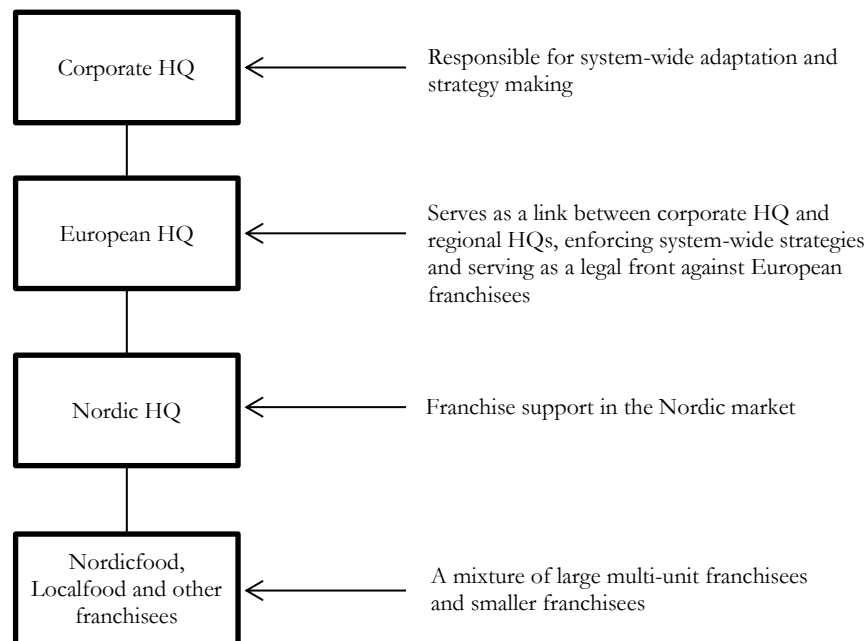 Corporate HQ
Responsible for system-wide adaptation and
strategy making
European HQ
Serves as a link between corporate HQ and
regional HQs, enforcing system-wide strategies
and serving as a legal front against European
franchisees
Nordic HQ
Franchise support in the Nordic market
Nordicfood,
Localfood and other
franchisees
A mixture of large multi-unit franchisees
and smaller franchisees